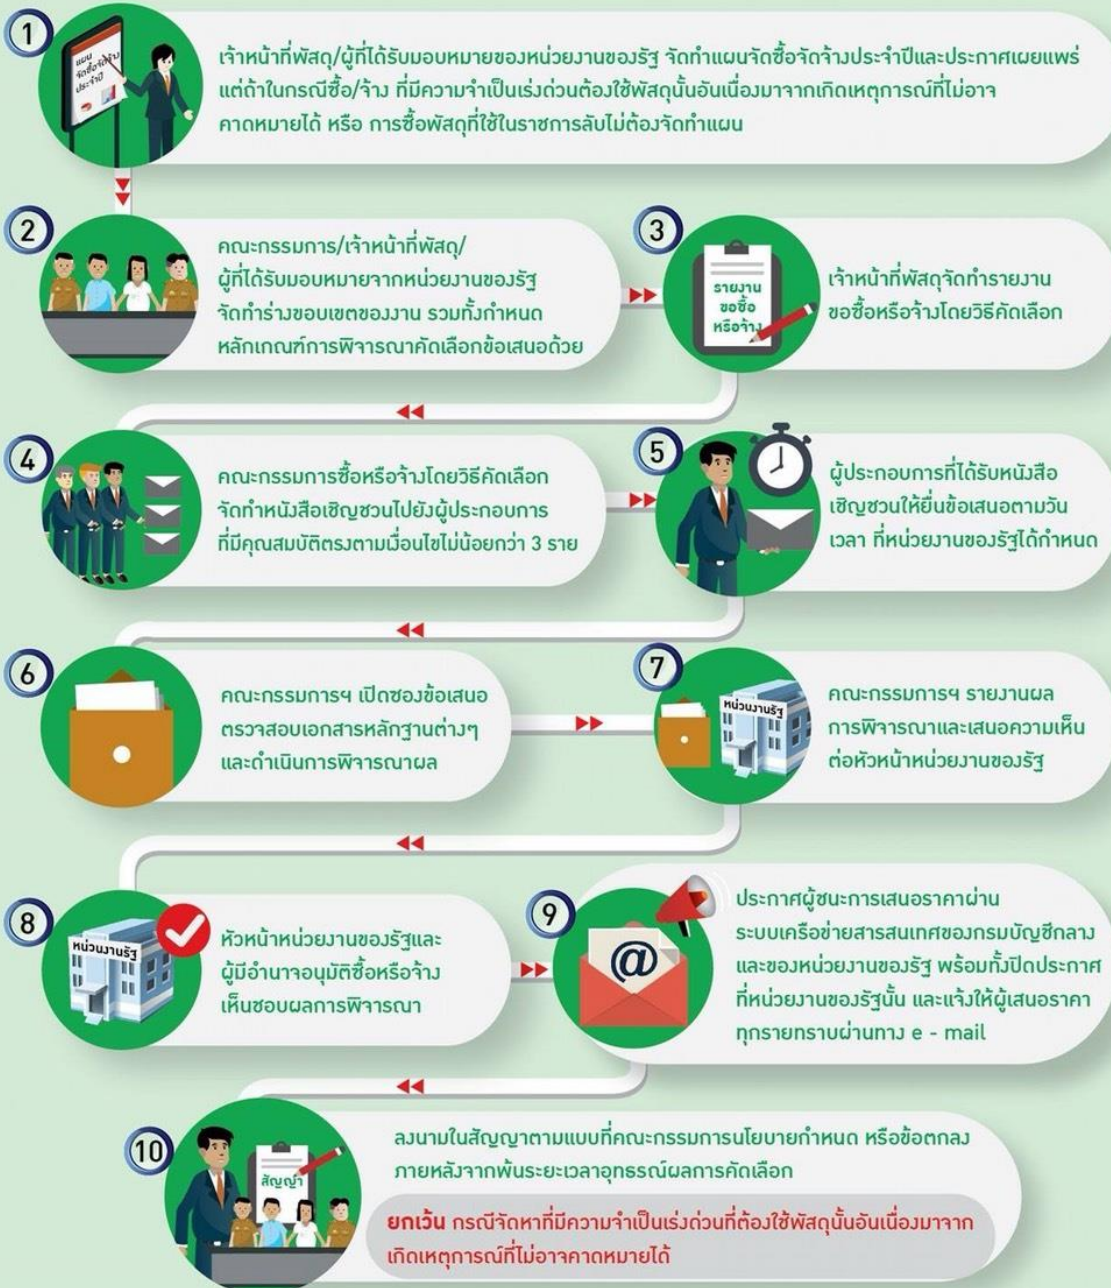 1
แผน
จัดซื้อจัดจ้าง
ประจำปี
เจ้าหน้าที่พัสดุ/ผู้ที่ได้รับมอบหมายของหน่วยงานของรัฐ จัดทำแผนจัดซื้อจัดจ้างประจำปีและประกาศเผยแพร่
แต่ถ้าในกรณีซื้อ/จ้าง ที่มีความจำเป็นเร่งด่วนต้องใช้พัสดุนั้นอันเนื่องมาจากเกิดเหตุการณ์ที่ไม่อาจ
คาดหมายได้ หรือ การซื้อพัสดุที่ใช้ในราชการลับไม่ต้องจัดทำแผน
2
คณะกรรมการ/เจ้าหน้าที่พัสดุ/
ผู้ที่ได้รับมอบหมายจากหน่วยงานของรัฐ
จัดทำร่างขอบเขตของงาน รวมทั้งกำหนด
หลักเกณฑ์การพิจารณาคัดเลือกข้อเสนอด้วย
3
รายงาน
ขอซื้อ
หรือจ้าง
เจ้าหน้าที่พัสดุจัดทำรายงาน
ขอซื้อหรือจ้างโดยวิธีคัดเลือก
4
คณะกรรมการซื้อหรือจ้างโดยวิธีคัดเลือก
จัดทำหนังสือเชิญชวนไปยังผู้ประกอบการ
ที่มีคุณสมบัติตรงตามเงื่อนไขไม่น้อยกว่า 3 ราย
5
ผู้ประกอบการที่ได้รับหนังสือ
เชิญชวนให้ยื่นข้อเสนอตามวัน
เวลา ที่หน่วยงานของรัฐได้กำหนด
6
คณะกรรมการฯ เปิดซองข้อเสนอ
ตรวจสอบเอกสารหลักฐานต่างๆ
และดำเนินการพิจารณาผล
7
หน่วยงานรัฐ
คณะกรรมการฯ รายงานผล
การพิจารณาและเสนอความเห็น
ต่อหัวหน้าหน่วยงานของรัฐ
8
หน่วยงานรัฐ
หัวหน้าหน่วยงานของรัฐและ
ผู้มีอำนาจอนุมัติซื้อหรือจ้าง
เห็นชอบผลการพิจารณา
9
@
ประกาศผู้ชนะการเสนอราคาผ่าน
ระบบเครือข่ายสารสนเทศของกรมบัญชีกลาง
และของหน่วยงานของรัฐ พร้อมทั้งปิดประกาศ
ที่หน่วยงานของรัฐนั้น และแจ้งให้ผู้เสนอราคา
ทุกรายทราบผ่านทาง e - mail
10
สัญญา
ลงนามในสัญญาตามแบบที่คณะกรรมการนโยบายกำหนด หรือข้อตกลง
ภายหลังจากพ้นระยะเวลาอุทธรณ์ผลการคัดเลือก
ยกเว้น กรณีจัดหาที่มีความจำเป็นเร่งด่วนที่ต้องใช้พัสดุนั้นอันเนื่องมาจาก
เกิดเหตุการณ์ที่ไม่อาจคาดหมายได้